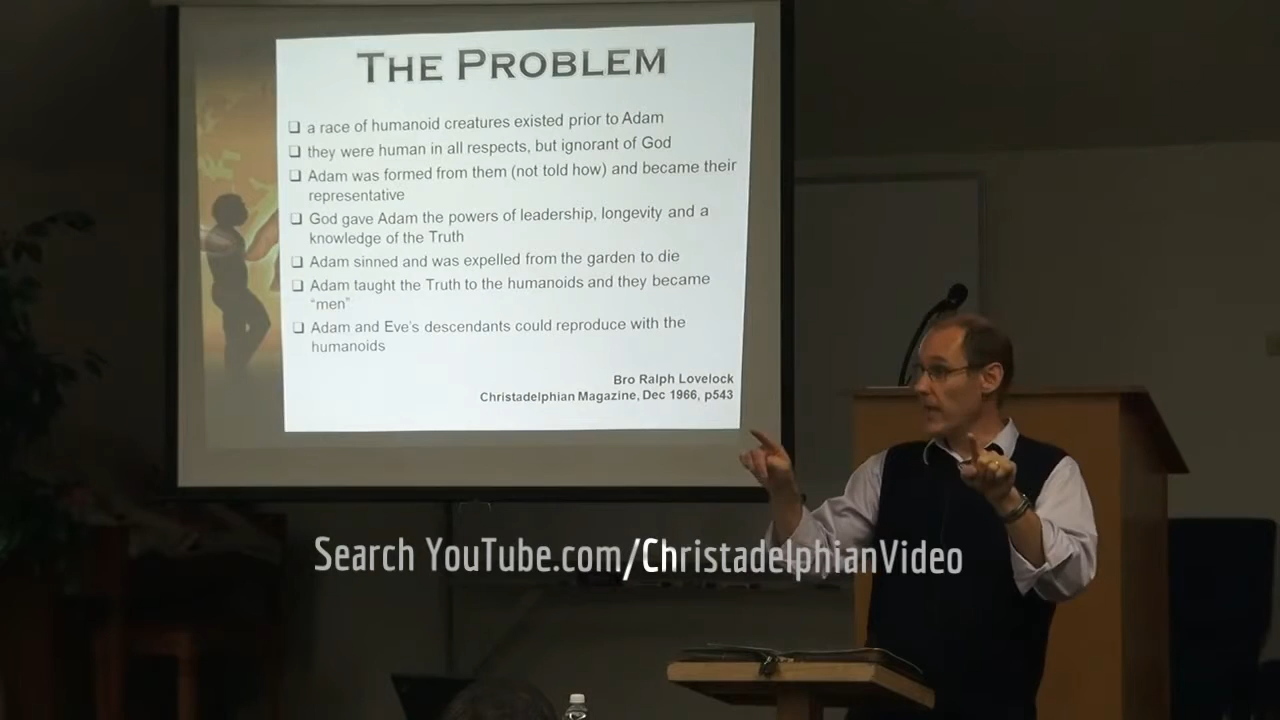 THE PROBLEM
❑ a race of humanoid creatures existed prior to Adam
❑ they were human in all respects, but ignorant of God
❑ Adam was formed from them (not told how) and became their
representative
❑ God gave Adam the powers of leadership, longevity and a
knowledge of the Truth
❑ Adam sinned and was expelled from the garden to die
❑ Adam taught the Truth to the humanoids and they became
“men”
❑ Adam and Eve’s descendants could reproduce with the
humanoids
Bro Ralph Lovelock
Christadelphian Magazine, Dec 1966, p543
Search YouTube.com/ChristadelphianVideo